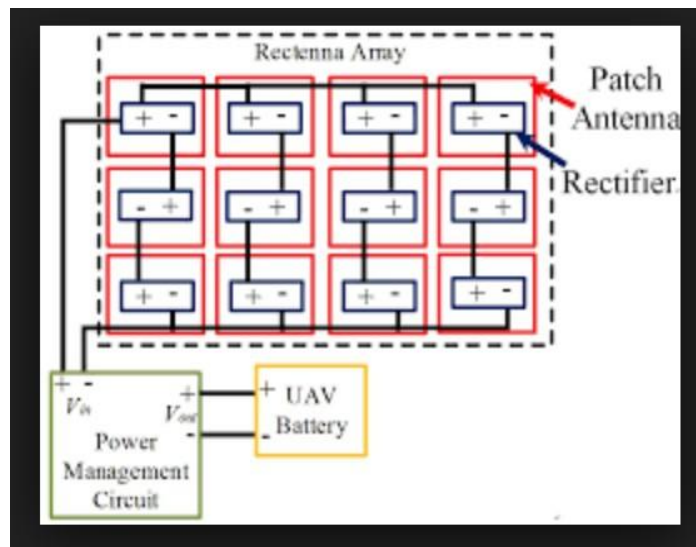 Rectenna Array
Patch
Antenna
Rectifier.
+ - + - + - + -
- + - + - + - +
+ - + - + - + -
+ -
Vin
+
Vout
-
Power
Management
Circuit
+ UAV
Battery
-